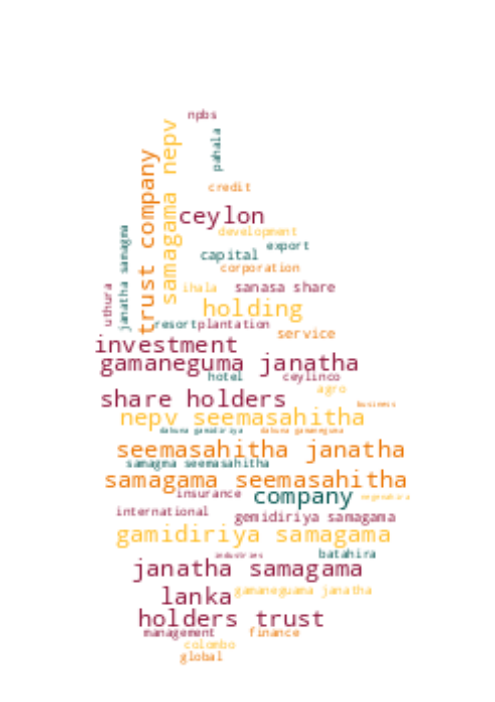 npbs
pahala
samagama nepv
trust company
credit
ceylon
janatha samagma
development
export
capital
corporation
uthura
ihala
sanasa share
holding
resort
plantation
service
investment
gamaneguma janatha
hotel
ceylinco
agro
share holders
business
nepv seemasahitha
dakuna gamidiriya
dakuna gamaneguma
seemasahitha janatha
samagma seemasahitha
samagama seemasahitha
insurance
company
negenahira
international
gemidiriya samagama
gamidiriya samagama
industries
batahira
janatha samagama
gamaneguama janatha
lanka
holders trust
management
finance
colombo
global